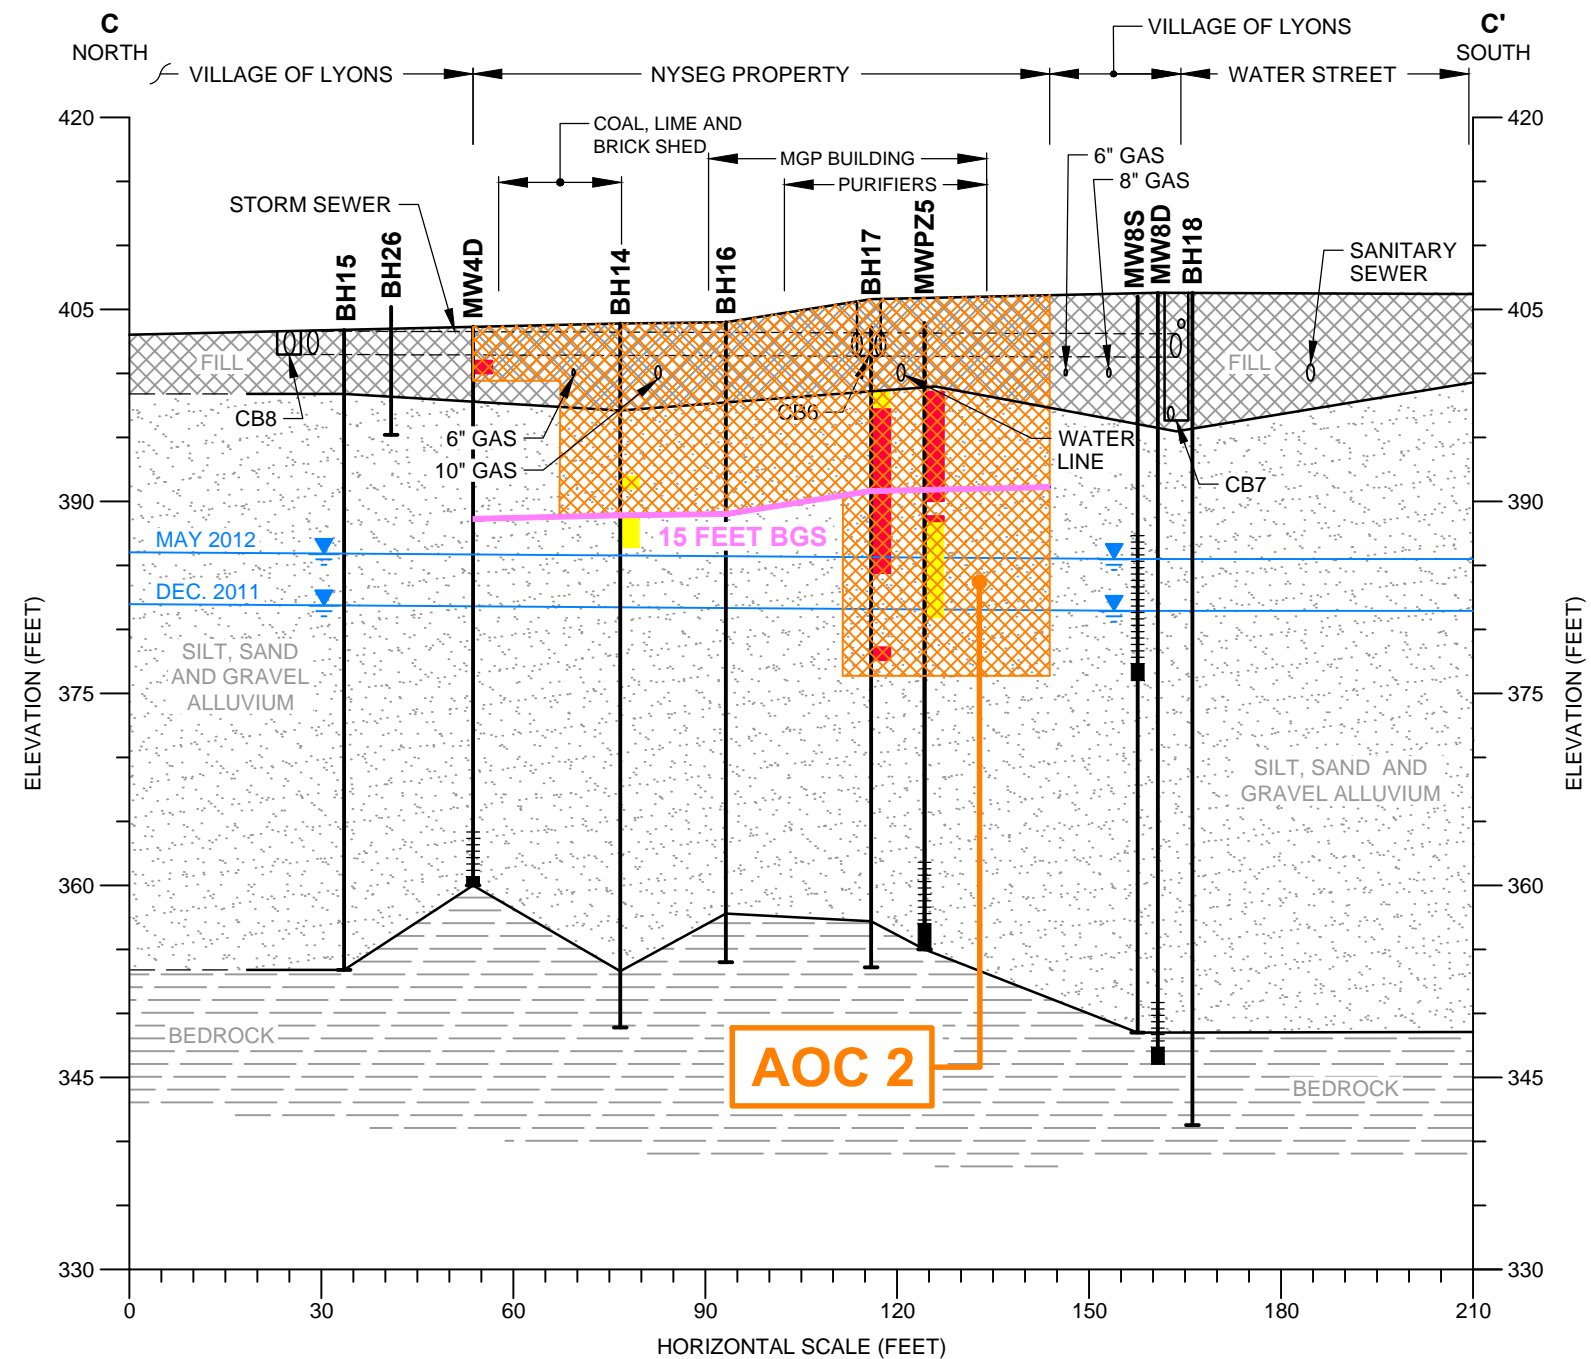 C
NORTH
VILLAGE OF LYONS
NYSEG PROPERTY
VILLAGE OF LYONS
WATER STREET
C'
SOUTH
420
420
COAL, LIME AND
BRICK SHED
MGP BUILDING
PURIFIERS
6" GAS
8" GAS
STORM SEWER
BH15
BH26
MW4D
BH14
BH16
BH17
MWPZ5
MW8S
MW8D
BH18
SANITARY
SEWER
405
405
FILL
FILL
CB8
6" GAS
10" GAS
CB6
WATER
LINE
CB7
390
390
15 FEET BGS
MAY 2012
DEC. 2011
ELEVATION (FEET)
ELEVATION (FEET)
SILT, SAND
AND GRAVEL
ALLUVIUM
375
375
SILT, SAND AND
GRAVEL ALLUVIUM
360
360
BEDROCK
AOC 2
345
345
BEDROCK
330
330
0
30
60
90
120
150
180
210
HORIZONTAL SCALE (FEET)